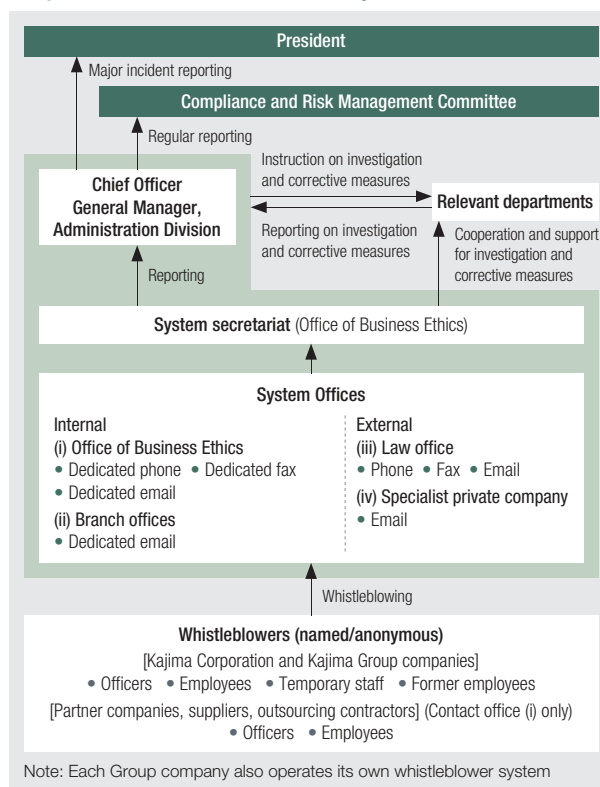 President
Major incident reporting
Compliance and Risk Management Committee
Regular reporting
Chief Officer
General Manager,
Administration Division
Instruction on investigation
and corrective measures
Reporting on investigation
and corrective measures
Relevant departments
Cooperation and support
for investigation and
corrective measures
Reporting
System secretariat (Office of Business Ethics)
System Offices
Internal
(i) Office of Business Ethics
• Dedicated phone • Dedicated fax
• Dedicated email
(ii) Branch offices
• Dedicated email
External
(iii) Law office
• Phone • Fax • Email
(iv) Specialist private company
• Email
Whistleblowing
Whistleblowers (named/anonymous)
[Kajima Corporation and Kajima Group companies]
• Officers • Employees • Temporary staff • Former employees
[Partner companies, suppliers, outsourcing contractors] (Contact office (i) only)
• Officers • Employees
Note: Each Group company also operates its own whistleblower system